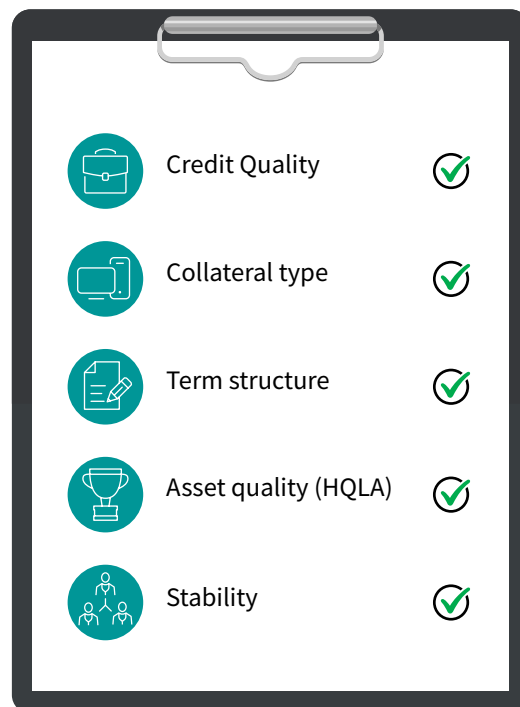 Credit Quality
Collateral type
Term structure
Asset quality (HQLA)
Stability